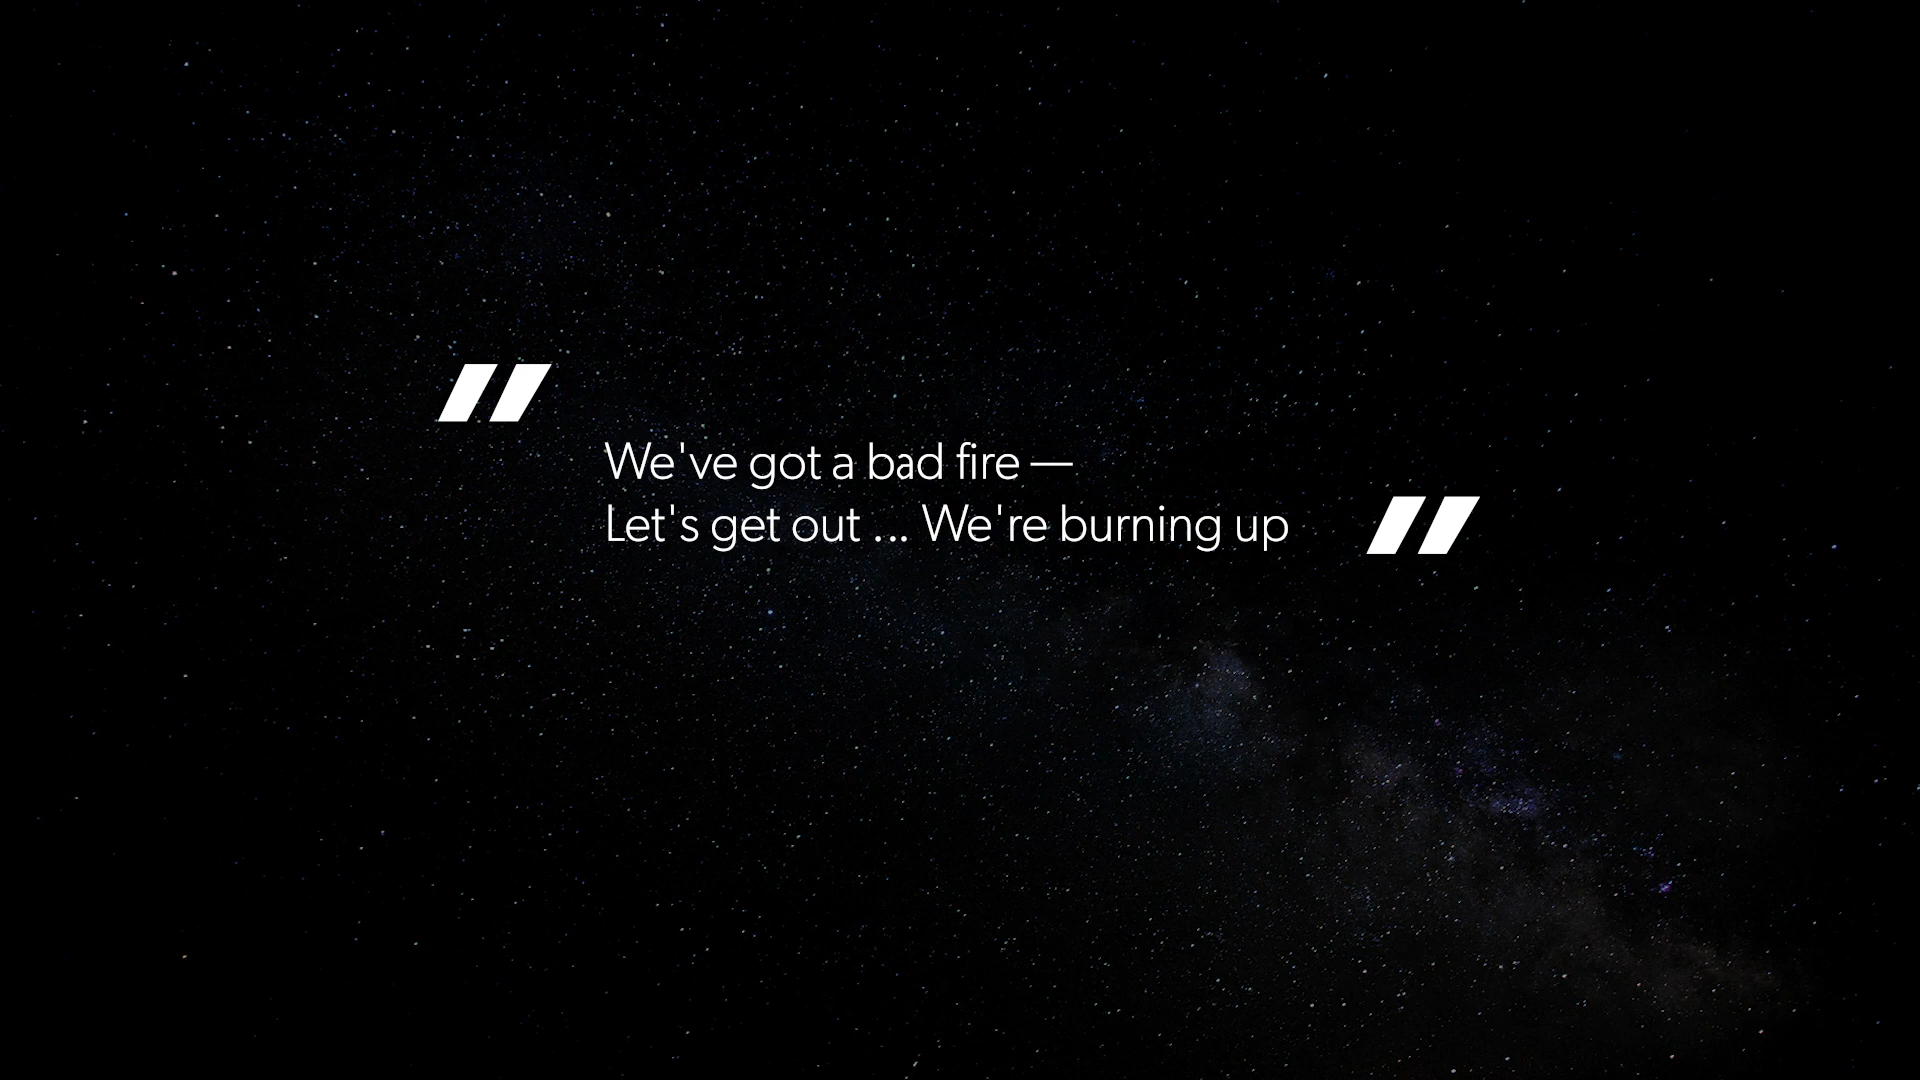 "
We've got a bad fire —
Let's get out ... We're burning up
"